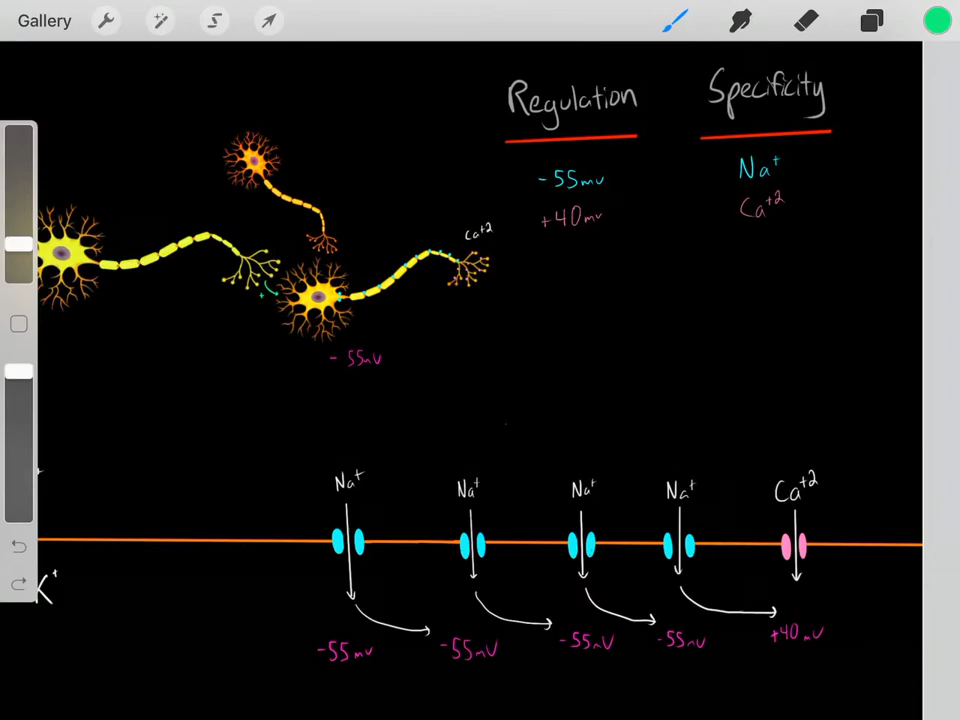 Gallery
Regulation Specificity
-55mv Na+
+40mv Ca+2
Ca+2
+
- 55mV
Na+ Na+ Na+ Na+ Ca+2
K+
-55mv -55mV -55mV -55mV +40mV